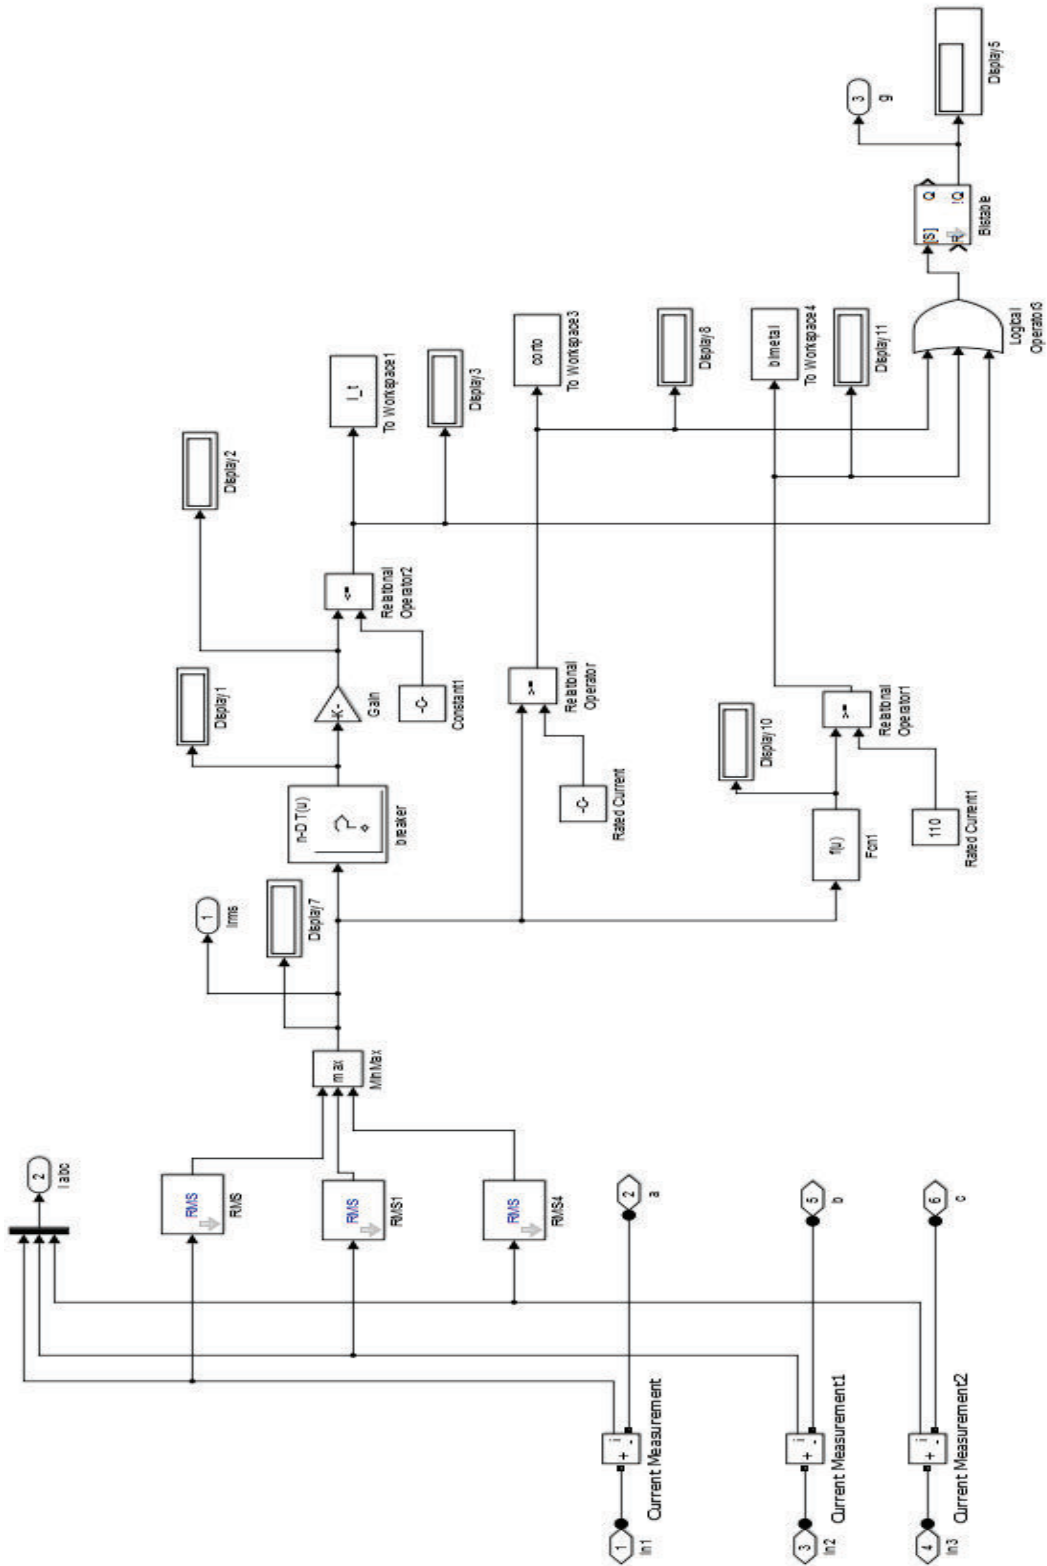 2
Iabc
RMS
RMS
RMS
RMS1
RMS
RMS4
1
In1
+
-
i
Current Measurement
2
a
3
In2
+
-
i
Current Measurement1
5
b
4
In3
+
-
i
Current Measurement2
6
c
max
MinMax
1
Irms
Display7
n-D T(u)
breaker
Display1
-K-
Gain
Display2
-C-
Constant1
<=
Relational
Operator2
I_t
To Workspace1
Display3
-C-
Rated Current
>=
Relational
Operator
corto
To Workspace3
Display8
f(u)
Fcn1
Display10
110
Rated Current1
>=
Relational
Operator1
bimetal
To Workspace4
Display11
Logical
Operator3
[S]
Q
R
!Q
Bistable
3
g
Display5